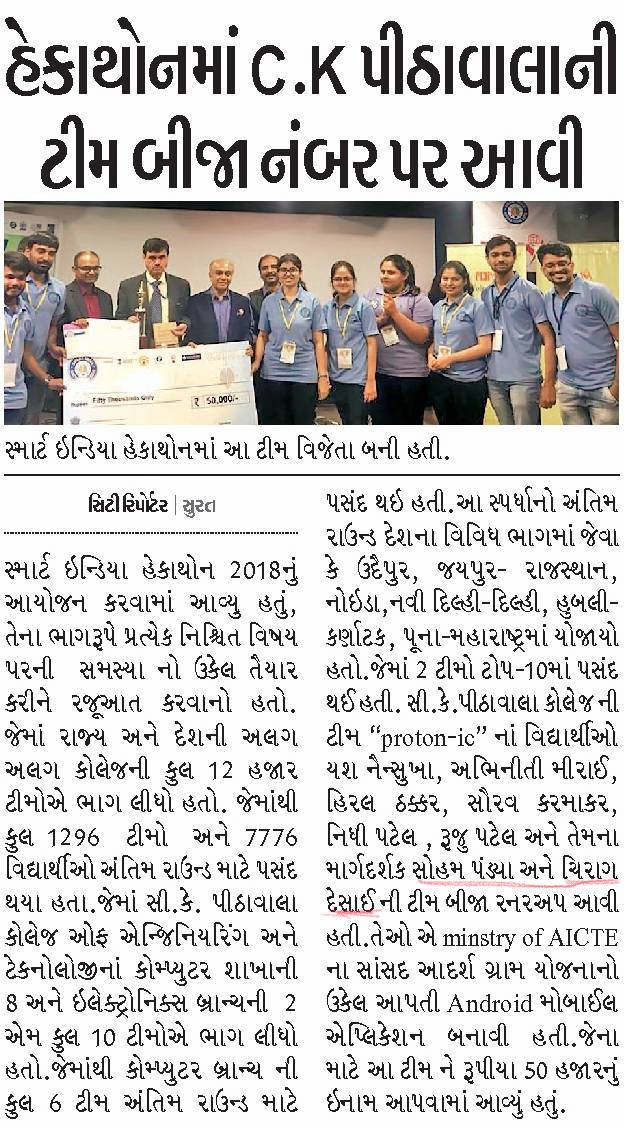 હેકાથોનમાં C.K પીઠાવાલાની
ટીમ બીજા નંબર પર આવી
Rupees Fifty Thousands Only
₹ 50,000/-
સ્માર્ટ ઇન્ડિયા હેકાથોનમાં આ ટીમ વિજેતા બની હતી.
સિટી રિપોર્ટર | સુરત
સ્માર્ટ ઇન્ડિયા હેકાથોન 2018નું
આયોજન કરવામાં આવ્યુ હતું,
તેના ભાગરૂપે પ્રત્યેક નિશ્ચિત વિષય
પરની સમસ્યા નો ઉકેલ તૈયાર
કરીને રજૂઆત કરવાનો હતો.
જેમાં રાજ્ય અને દેશની અલગ
અલગ કોલેજની કુલ 12 હજાર
ટીમોએ ભાગ લીધો હતો. જેમાંથી
કુલ 1296 ટીમો અને 7776
વિદ્યાર્થીઓ અંતિમ રાઉન્ડ માટે પસંદ
થયા હતા.જેમાં સી.કે. પીઠાવાલા
કોલેજ ઓફ એન્જિનિયરિંગ અને
ટેકનોલોજીનાં કોમ્પ્યુટર શાખાની
8 અને ઇલેક્ટ્રોનિક્સ બ્રાન્ચની 2
એમ કુલ 10 ટીમોએ ભાગ લીધો
હતો.જેમાંથી કોમ્પ્યુટર બ્રાન્ચ ની
કુલ 6 ટીમ અંતિમ રાઉન્ડ માટે
પસંદ થઇ હતી.આ સ્પર્ધાનો અંતિમ
રાઉન્ડ દેશના વિવિધ ભાગમાં જેવા
કે ઉદૈપુર, જયપુર- રાજસ્થાન,
નોઇડા,નવી દિલ્હી-દિલ્હી, હુબલી-
કર્ણાટક, પૂના-મહારાષ્ટ્રમાં યોજાયો
હતો.જેમાં 2 ટીમો ટોપ-10માં પસંદ
થઈ હતી. સી.કે.પીઠાવાલા કોલેજ ની
ટીમ “proton-ic” નાં વિદ્યાર્થીઓ
યશ નૈન્સુખા, અભિનીતી મીરાઈ,
હિરલ ઠક્કર, સૌરવ કરમાકર,
નિધી પટેલ , રૂજુ પટેલ અને તેમના
માર્ગદર્શક સોહમ પંડ્યા અને ચિરાગ
દેસાઈ ની ટીમ બીજા રનરઅપ આવી
હતી.તેઓ એ minstry of AICTE
ના સાંસદ આદર્શ ગ્રામ યોજનાનો
ઉકેલ આપતી Android મોબાઈલ
એપ્લિકેશન બનાવી હતી.જેના
માટે આ ટીમ ને રૂપીયા 50 હજારનું
ઇનામ આપવામાં આવ્યું હતું.